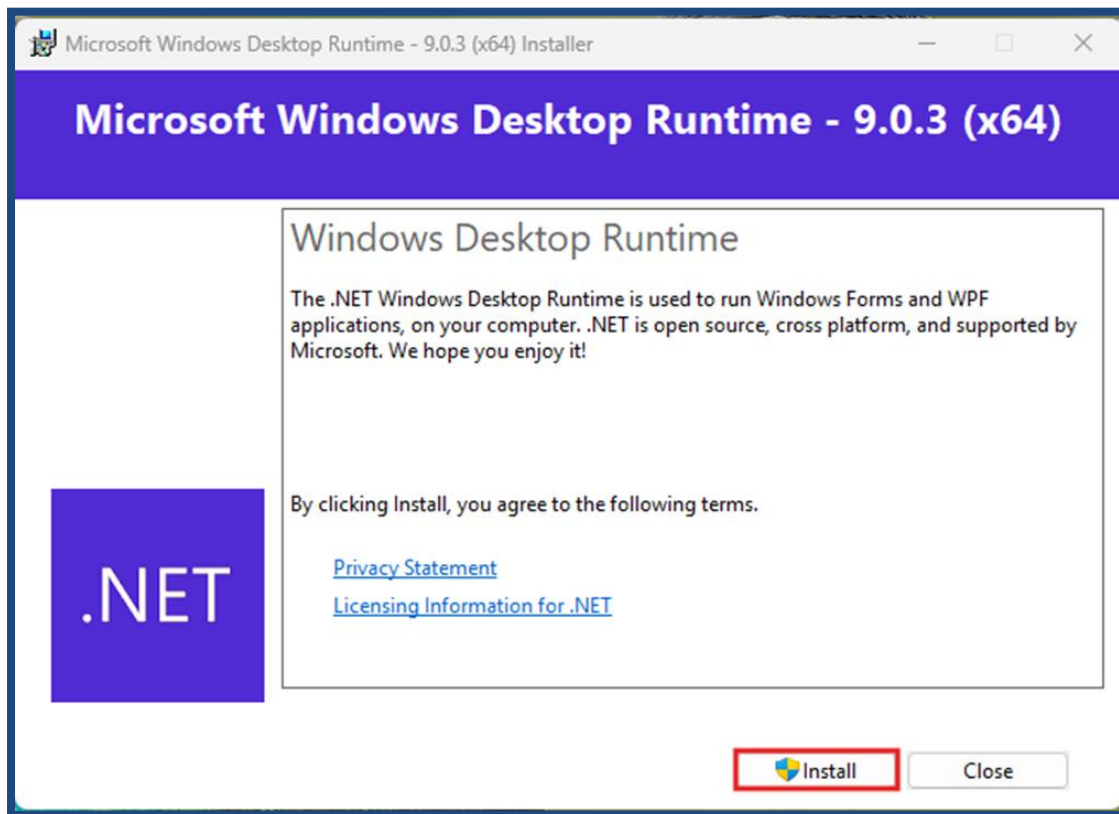 Microsoft Windows Desktop Runtime - 9.0.3 (x64) Installer
Microsoft Windows Desktop Runtime - 9.0.3 (x64)
Windows Desktop Runtime
The .NET Windows Desktop Runtime is used to run Windows Forms and WPF
applications, on your computer. .NET is open source, cross platform, and supported by
Microsoft. We hope you enjoy it!
By clicking Install, you agree to the following terms.
Privacy Statement
Licensing Information for .NET
.NET
Install
Close